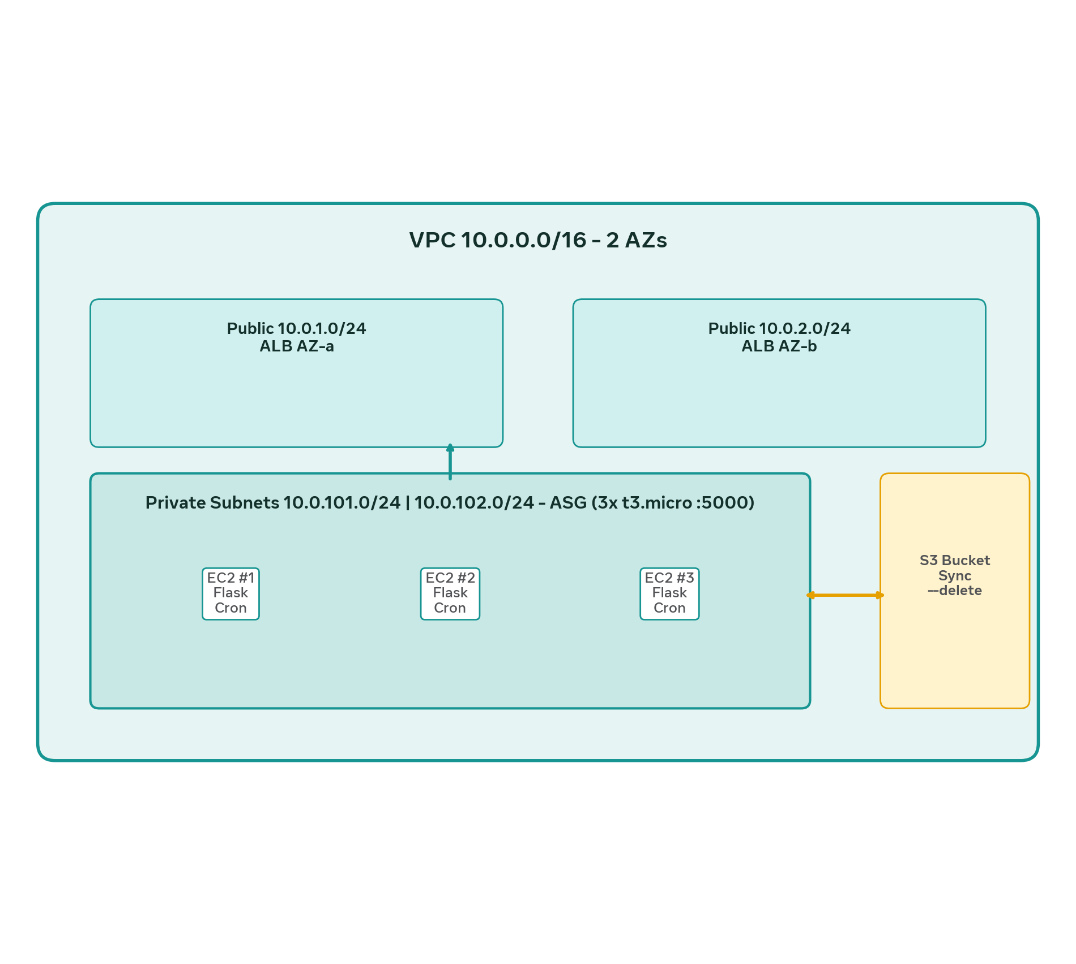 VPC 10.0.0.0/16 - 2 AZs
Public 10.0.1.0/24
ALB AZ-a
Public 10.0.2.0/24
ALB AZ-b
Private Subnets 10.0.101.0/24 | 10.0.102.0/24 - ASG (3x t3.micro :5000)
EC2 #1
Flask
Cron
EC2 #2
Flask
Cron
EC2 #3
Flask
Cron
S3 Bucket
Sync
--delete